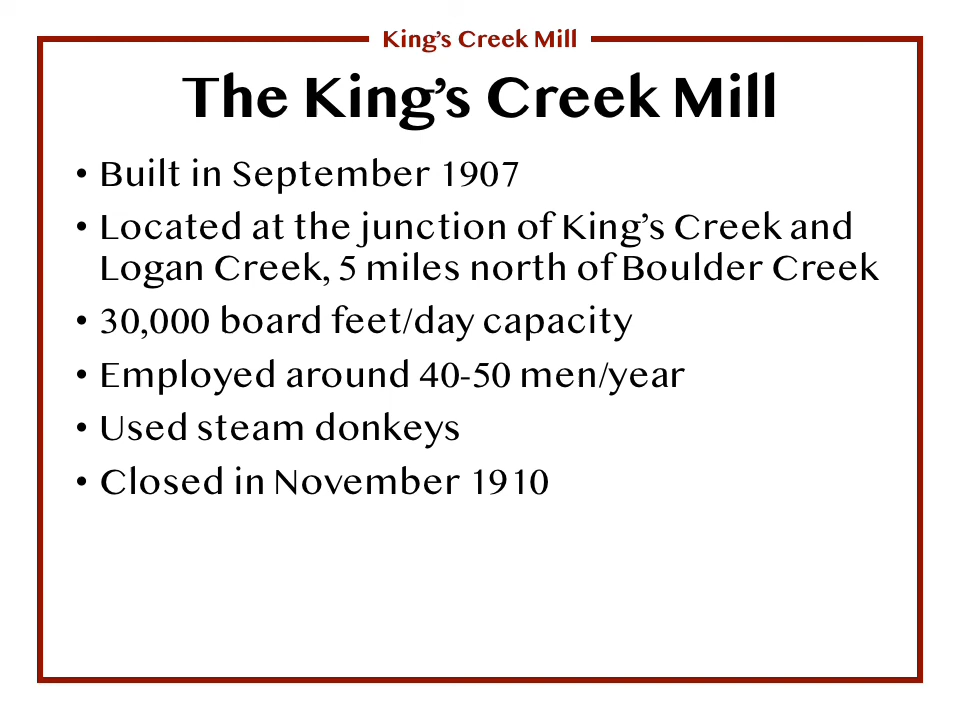 King’s Creek Mill
The King’s Creek Mill
• Built in September 1907
• Located at the junction of King’s Creek and
Logan Creek, 5 miles north of Boulder Creek
• 30,000 board feet/day capacity
• Employed around 40-50 men/year
• Used steam donkeys
• Closed in November 1910